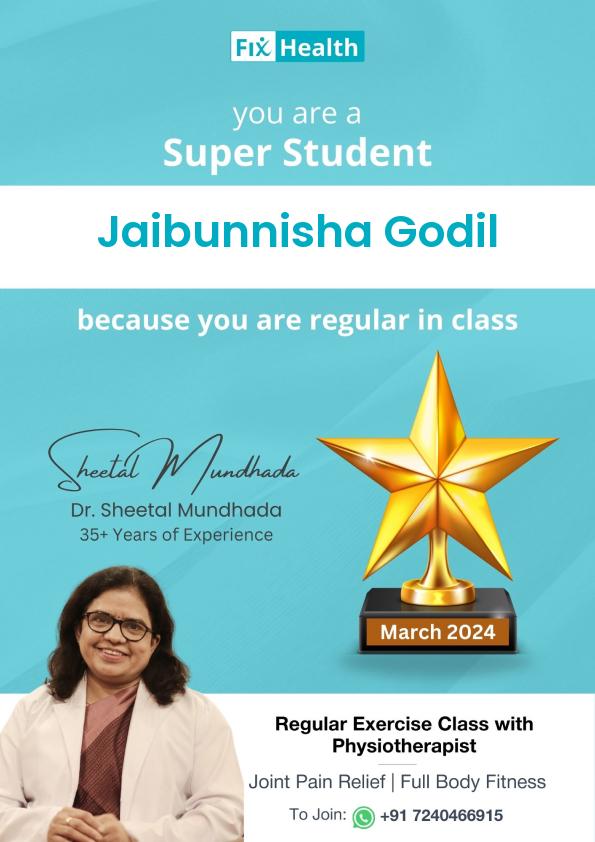 Fix Health
you are a
Super Student
Jaibunnisha Godil
because you are regular in class
Sheetal Mundhada
Dr. Sheetal Mundhada
35+ Years of Experience
March 2024
Regular Exercise Class with
Physiotherapist
Joint Pain Relief | Full Body Fitness
To Join: +91 7240466915